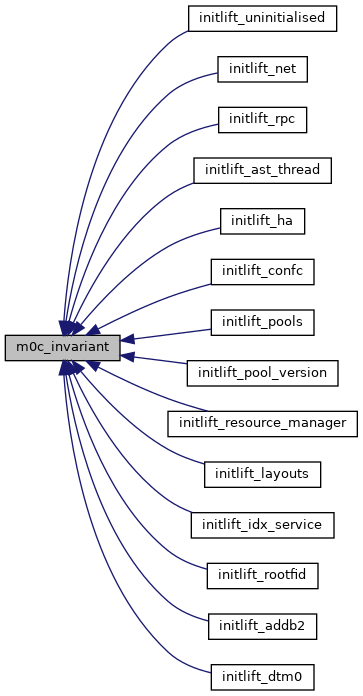 initlift_uninitialised
initlift_net
initlift_rpc
initlift_ast_thread
initlift_ha
initlift_confc
initlift_pools
m0c_invariant
initlift_pool_version
initlift_resource_manager
initlift_layouts
initlift_idx_service
initlift_rootfid
initlift_addb2
initlift_dtm0